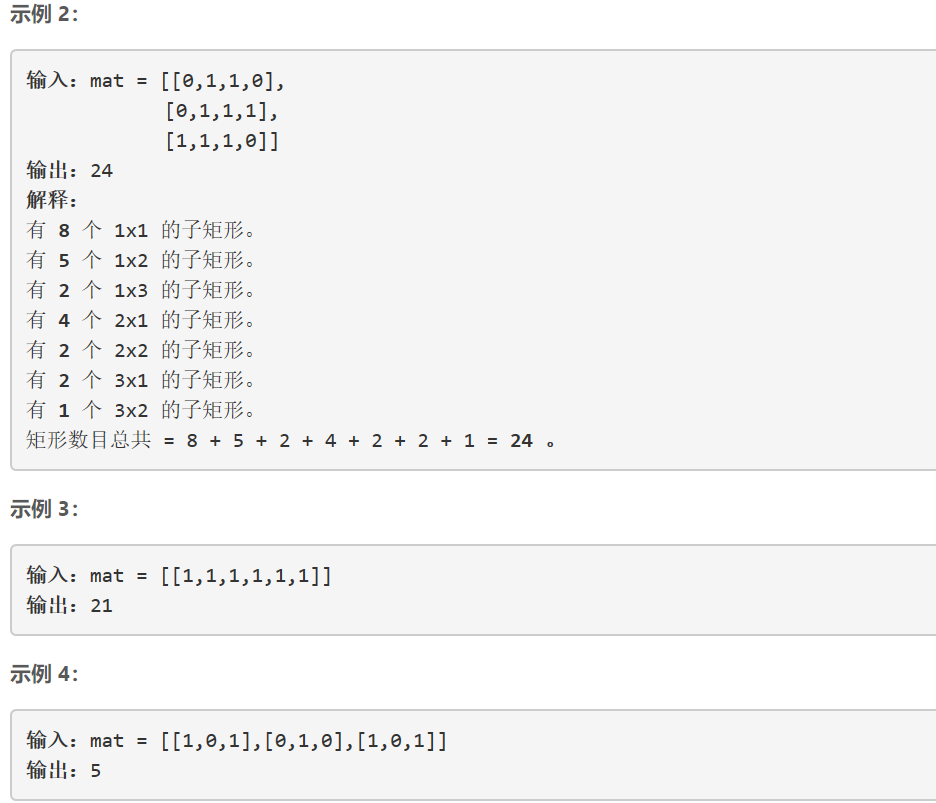 示例 2：
输入：mat = [[0,1,1,0],
[0,1,1,1],
[1,1,1,0]]
输出：24
解释：
有 8 个 1x1 的子矩形。
有 5 个 1x2 的子矩形。
有 2 个 1x3 的子矩形。
有 4 个 2x1 的子矩形。
有 2 个 2x2 的子矩形。
有 2 个 3x1 的子矩形。
有 1 个 3x2 的子矩形。
矩形数目总共 = 8 + 5 + 2 + 4 + 2 + 2 + 1 = 24 。
示例 3：
输入：mat = [[1,1,1,1,1,1]]
输出：21
示例 4：
输入：mat = [[1,0,1],[0,1,0],[1,0,1]]
输出：5